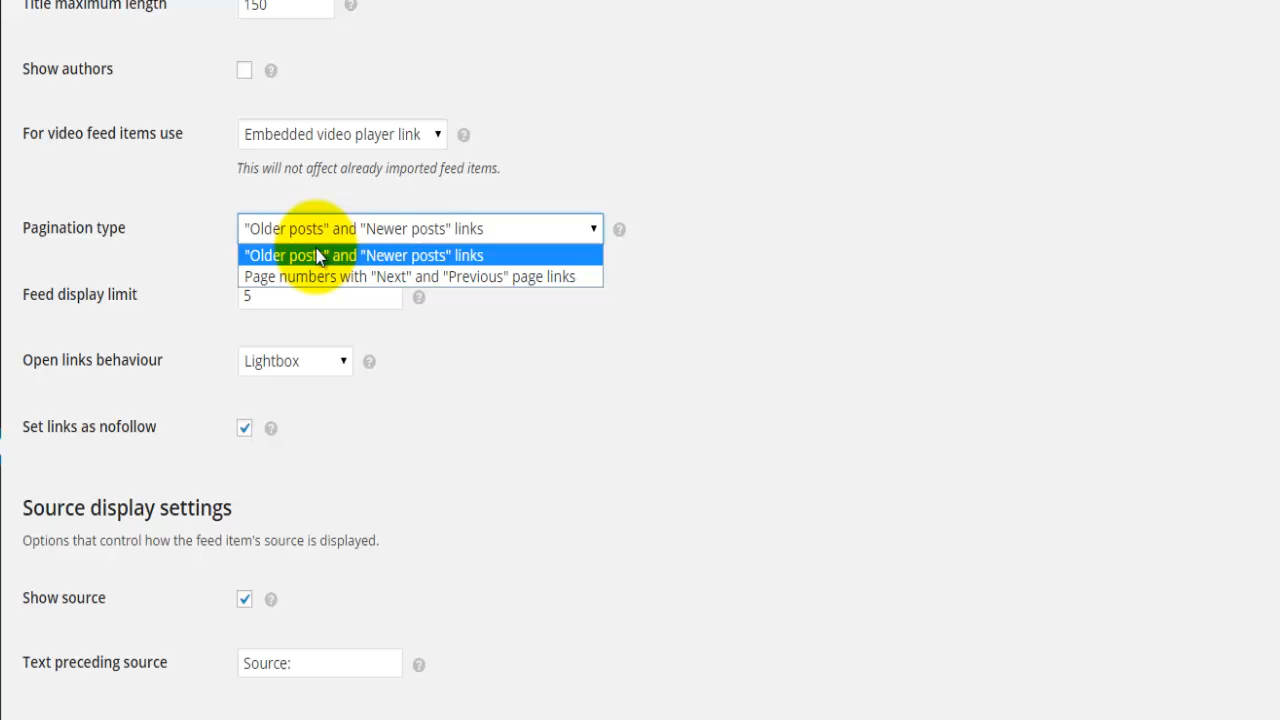 Title maximum length 150
Show authors
For video feed items use Embedded video player link
This will not affect already imported feed items.
Pagination type "Older posts" and "Newer posts" links
"Older posts" and "Newer posts" links
Page numbers with "Next" and "Previous" page links
Feed display limit 5
Open links behaviour Lightbox
Set links as nofollow
Source display settings
Options that control how the feed item's source is displayed.
Show source
Text preceding source Source: